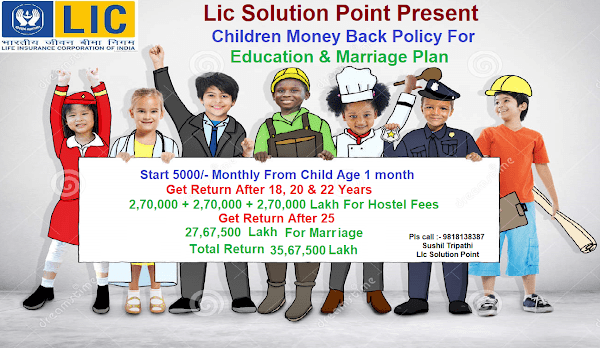 LIC
भारतीय जीवन बीमा निगम
LIFE INSURANCE CORPORATION OF INDIA
Lic Solution Point Present
Children Money Back Policy For
Education & Marriage Plan
Start 5000/- Monthly From Child Age 1 month
Get Return After 18, 20 & 22 Years
2,70,000 + 2,70,000 + 2,70,000 Lakh For Hostel Fees
Get Return After 25
27,67,500 Lakh For Marriage
Total Return 35,67,500 Lakh
Pls call :- 9818138387
Sushil Tripathi
Lic Solution Point